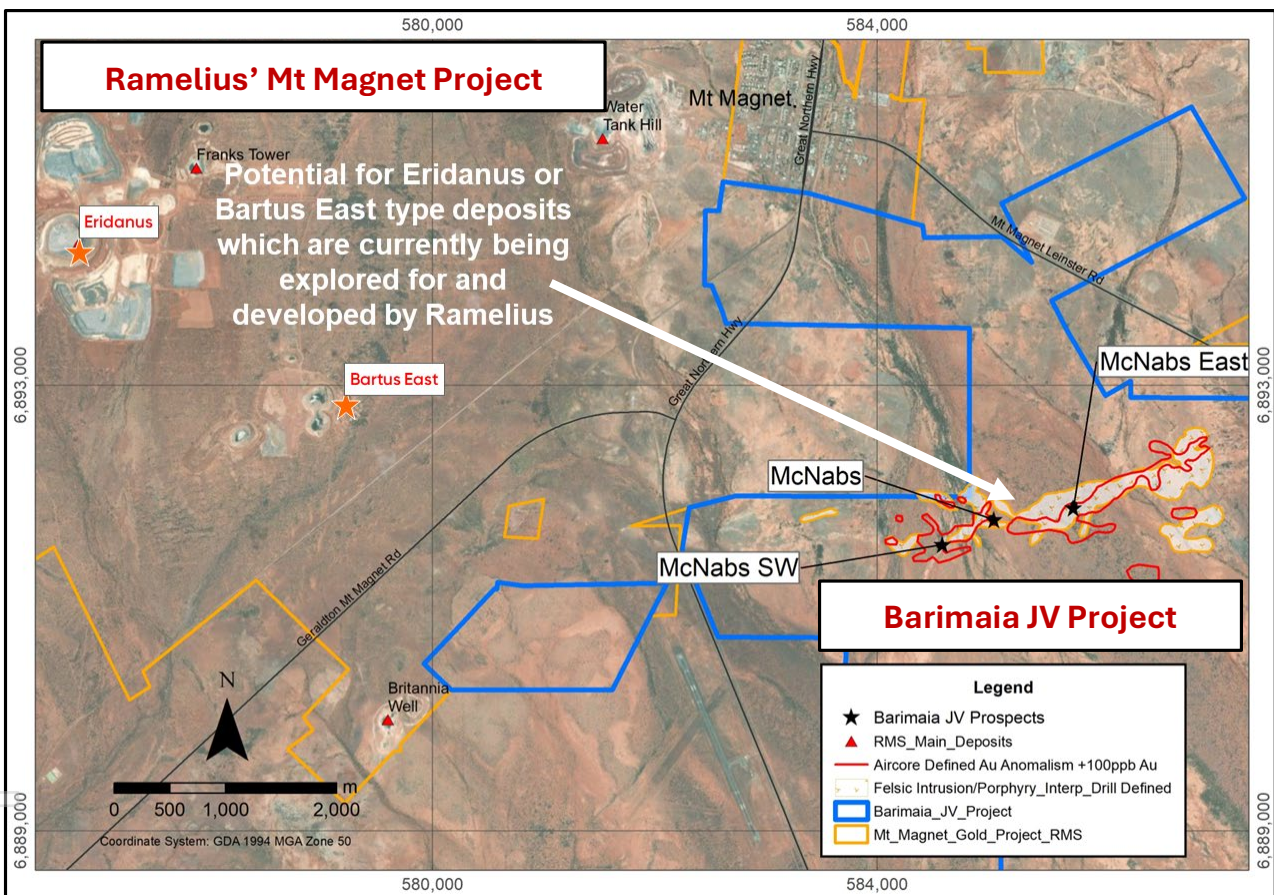 580,000
584,000
Ramelius’ Mt Magnet Project
Water
Tank Hill
Mt Magnet
Great Northern Hwy
Franks Tower
Potential for Eridanus or
Bartus East type deposits
which are currently being
explored for and
developed by Ramelius
Eridanus
Mt Magnet Leinster Rd
Bartus East
Great Northern Hwy
McNabs East
6,893,000
6,893,000
McNabs
McNabs SW
Geraldton Mt Magnet Rd
Barimaia JV Project
Britannia
Well
N
0 500 1,000 2,000
m
Coordinate System: GDA 1994 MGA Zone 50
Legend
Barimaia JV Prospects
RMS_Main_Deposits
Aircore Defined Au Anomalism +100ppb Au
Felsic Intrusion/Porphyry_Interp_Drill Defined
Barimaia_JV_Project
Mt_Magnet_Gold_Project_RMS
6,889,000
6,889,000
580,000
584,000